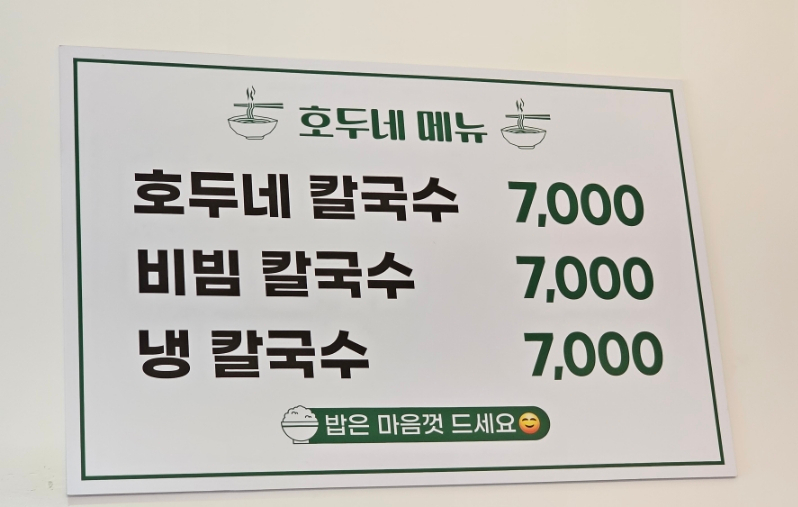 호두네 메뉴
호두네 칼국수 7,000
비빔 칼국수 7,000
냉 칼국수 7,000
밥은 마음껏 드세요😊